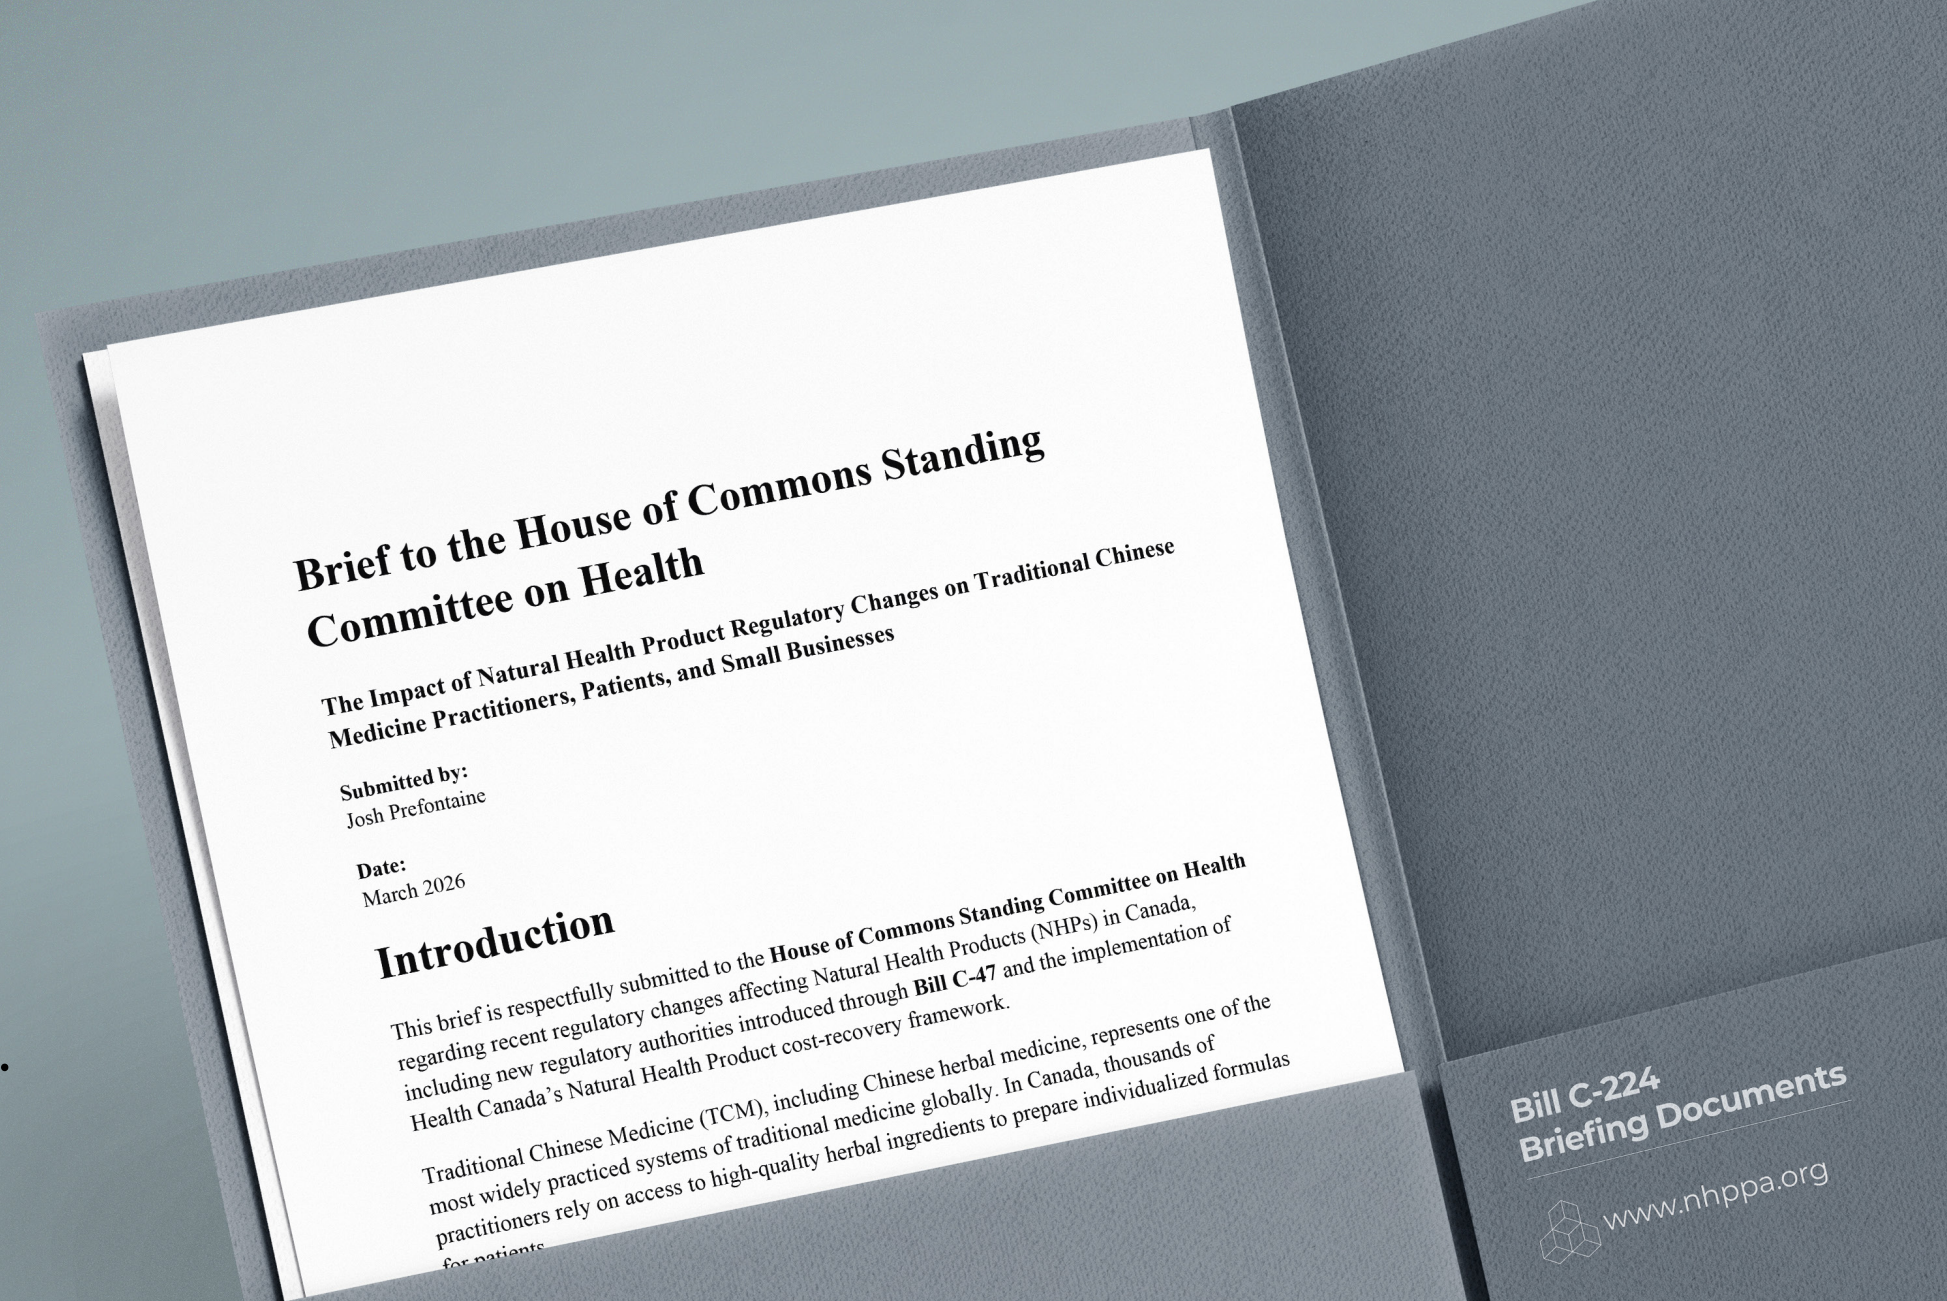 Brief to the House of Commons Standing
Committee on Health
The Impact of Natural Health Product Regulatory Changes on Traditional Chinese
Medicine Practitioners, Patients, and Small Businesses
Submitted by:
Josh Prefontaine
Date:
March 2026
Introduction
This brief is respectfully submitted to the House of Commons Standing Committee on Health
regarding recent regulatory changes affecting Natural Health Products (NHPs) in Canada,
including new regulatory authorities introduced through Bill C-47 and the implementation of
Health Canada’s Natural Health Product cost-recovery framework.
Traditional Chinese Medicine (TCM), including Chinese herbal medicine, represents one of the
most widely practiced systems of traditional medicine globally. In Canada, thousands of
practitioners rely on access to high-quality herbal ingredients to prepare individualized formulas
for patients
Bill C-224
Briefing Documents
www.nhppa.org